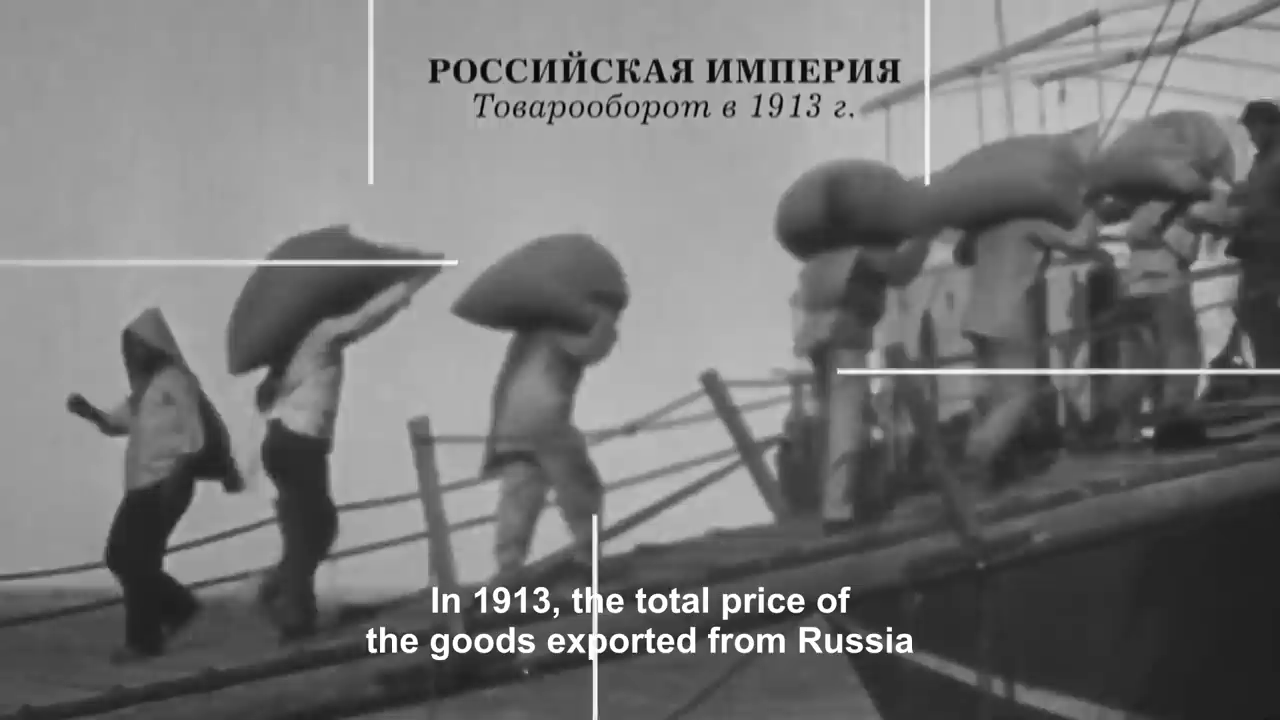 РОССИЙСКАЯ ИМПЕРИЯ
Товарооборот в 1913 г.
In 1913, the total price of
the goods exported from Russia